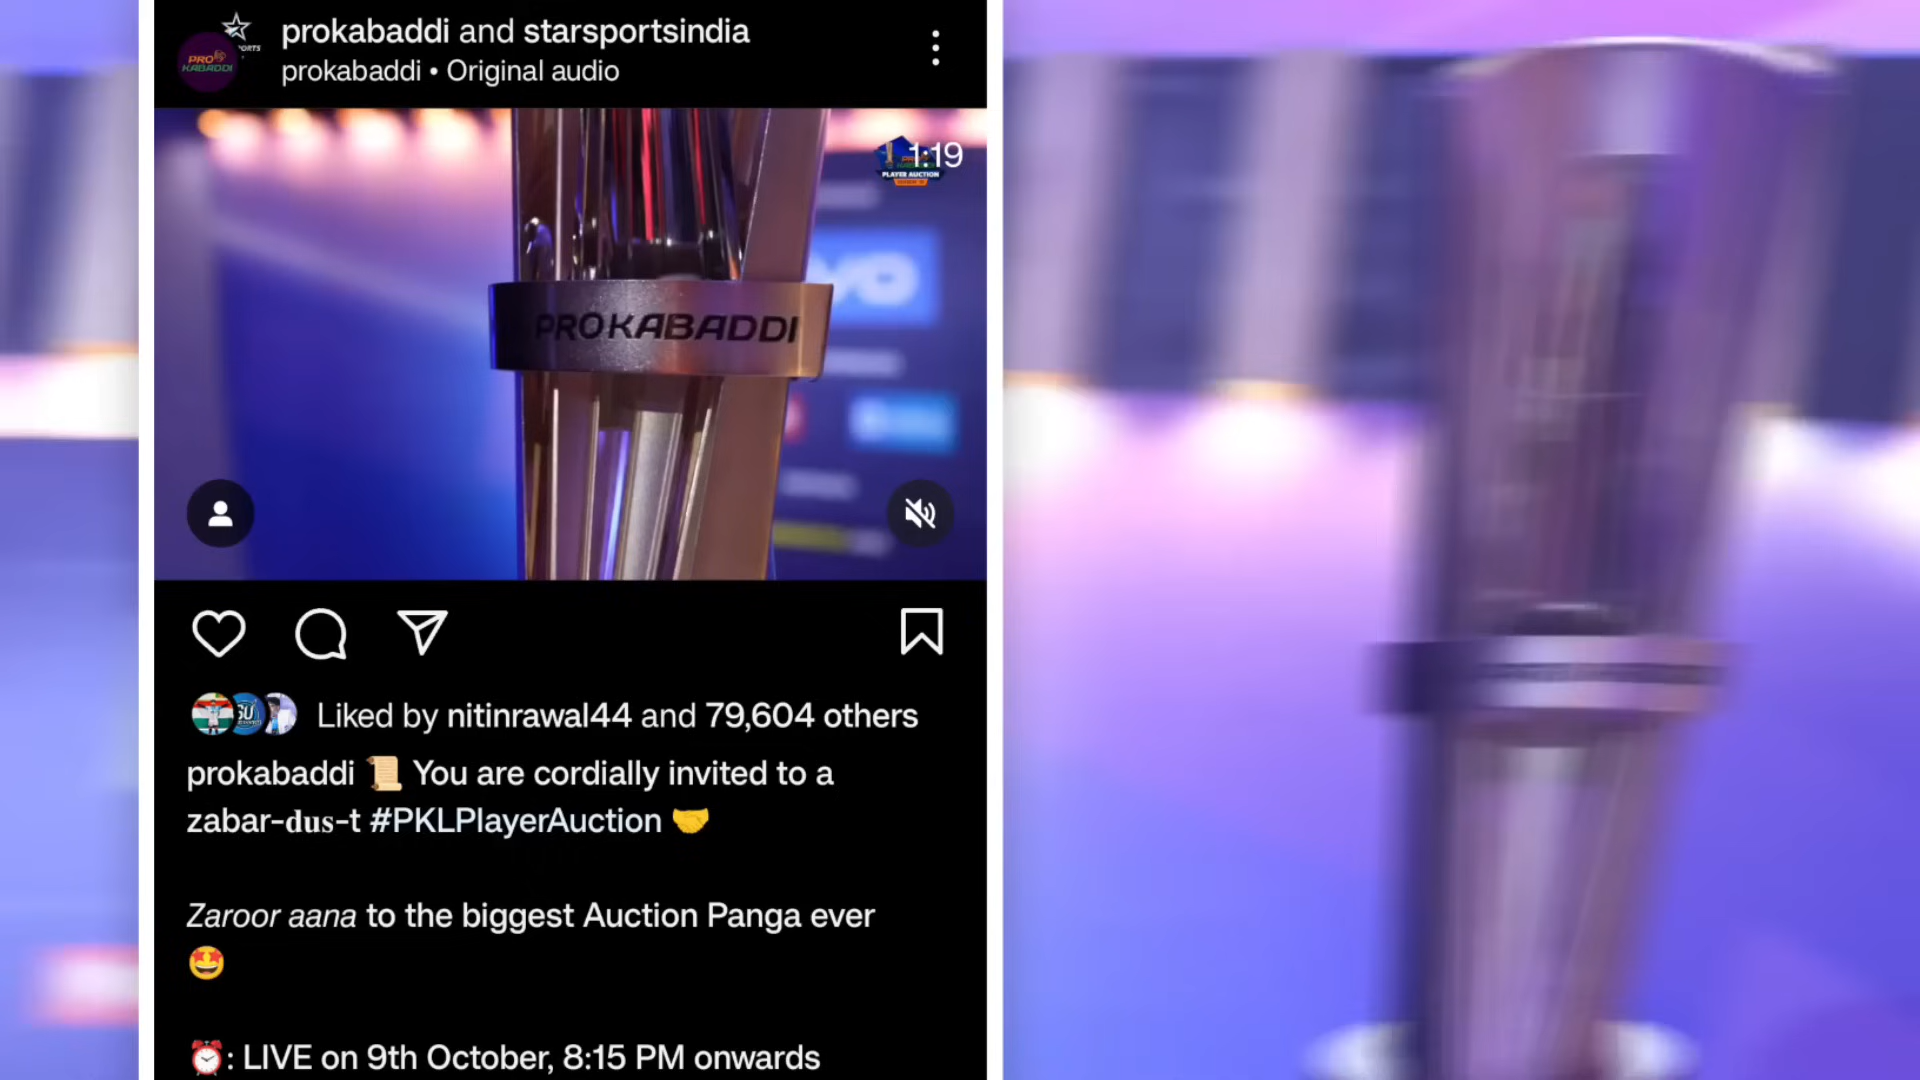 prokabaddi and starsportsindia
prokabaddi • Original audio
PRO
KABADDI
1:19
PLAYER AUCTION
PROKABADDI
Liked by nitinrawal44 and 79,604 others
prokabaddi 📜 You are cordially invited to a
zabar-dus-t #PKLPlayerAuction 🤝
Zaroor aana to the biggest Auction Panga ever
🤩
⏰: LIVE on 9th October, 8:15 PM onwards